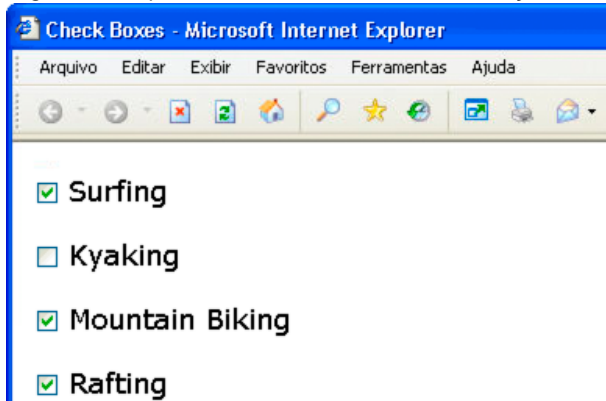 Check Boxes - Microsoft Internet Explorer
Arquivo Editar Exibir Favoritos Ferramentas Ajuda
Surfing
Kyaking
Mountain Biking
Rafting